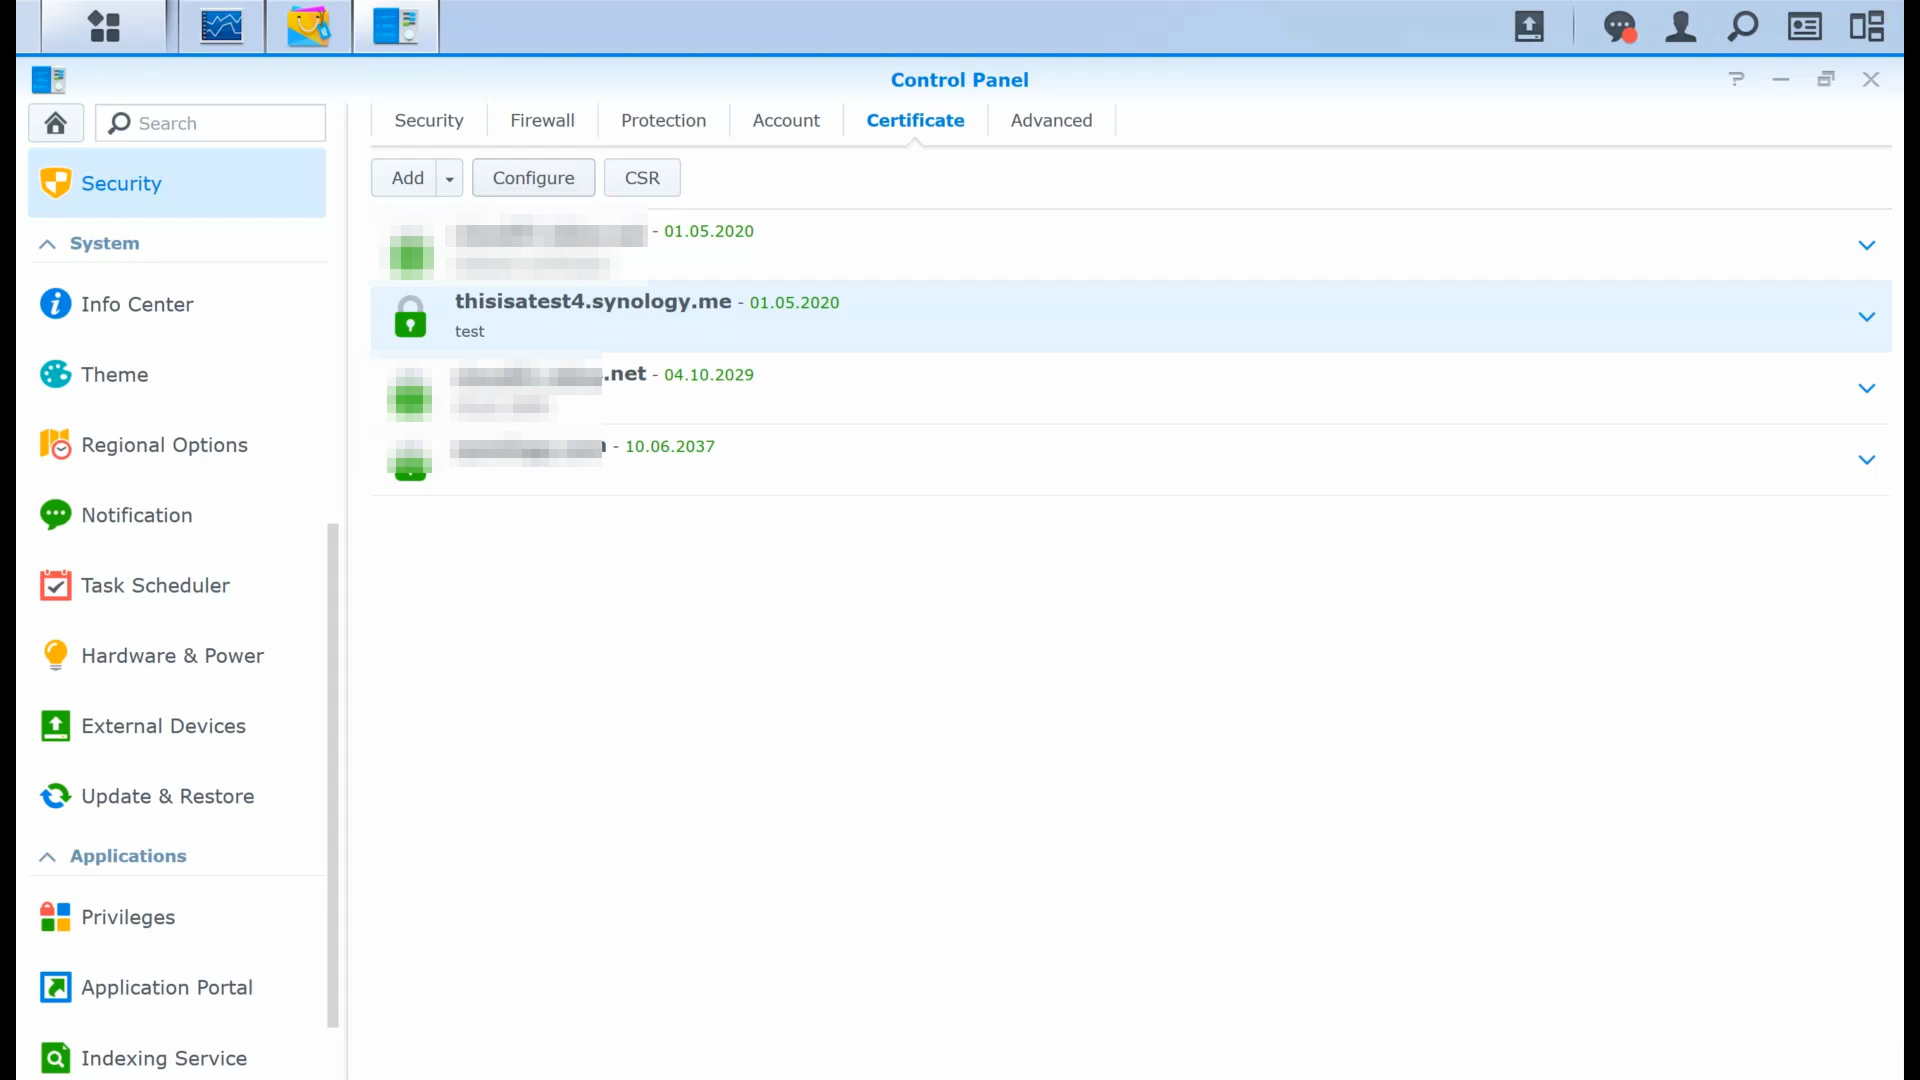 Control Panel
Search
Security
Firewall
Protection
Account
Certificate
Advanced
Add
Configure
CSR
Security
System
Info Center
Theme
Regional Options
Notification
Task Scheduler
Hardware & Power
External Devices
Update & Restore
Applications
Privileges
Application Portal
Indexing Service
- 01.05.2020
thisisatest4.synology.me - 01.05.2020
test
.net - 04.10.2029
- 10.06.2037